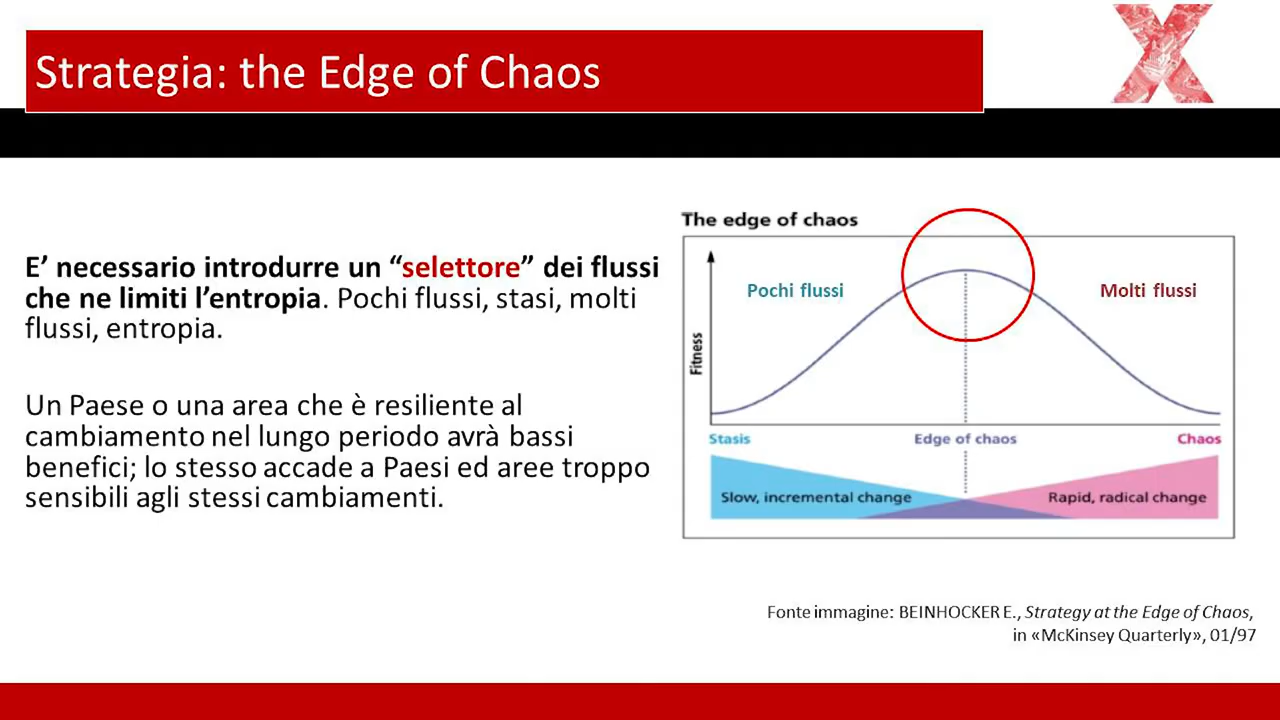 Strategia: the Edge of Chaos
E’ necessario introdurre un “selettore” dei flussi
che ne limiti l’entropia. Pochi flussi, stasi, molti
flussi, entropia.
Un Paese o una area che è resiliente al
cambiamento nel lungo periodo avrà bassi
benefici; lo stesso accade a Paesi ed aree troppo
sensibili agli stessi cambiamenti.
The edge of chaos
Pochi flussi
Molti flussi
Fitness
Stasis
Edge of chaos
Chaos
Slow, incremental change
Rapid, radical change
Fonte immagine: BEINHOCKER E., Strategy at the Edge of Chaos,
in «McKinsey Quarterly», 01/97